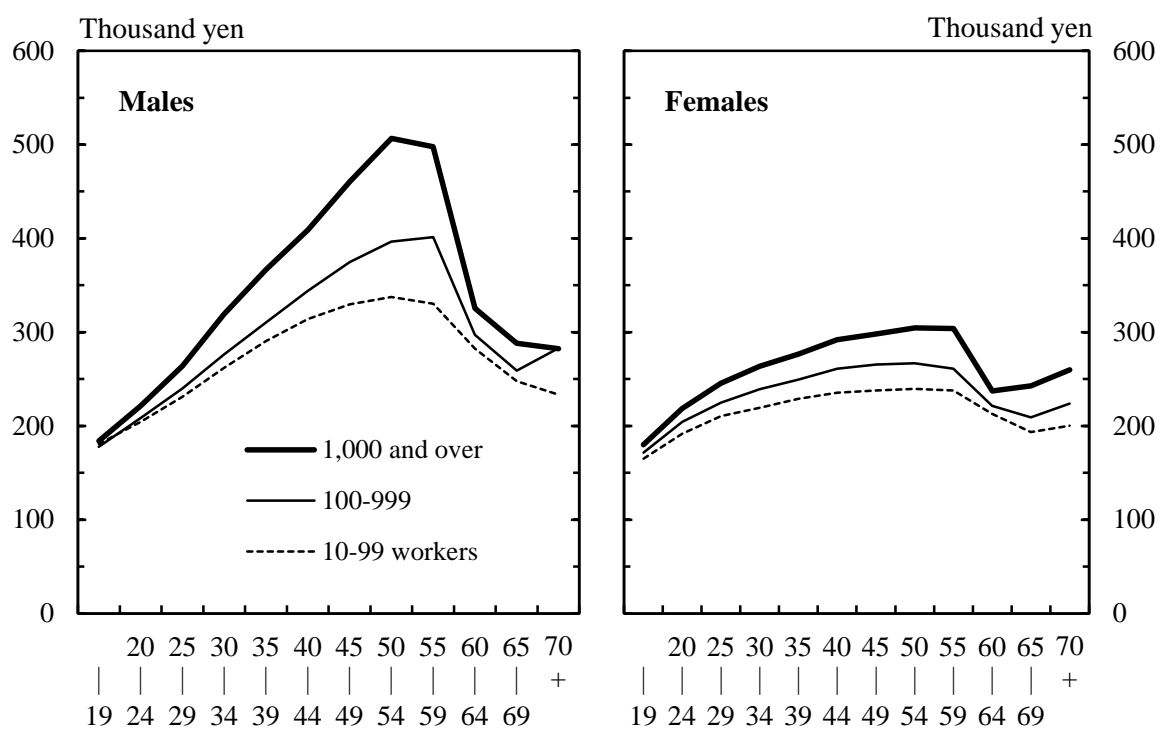 Thousand yen
Thousand yen
600
500
400
300
200
100
0
Males
1,000 and over
100-999
10-99 workers
Females
600
500
400
300
200
100
0
20 25 30 35 40 45 50 55 60 65 70
| | | | | | | | | | | +
19 24 29 34 39 44 49 54 59 64 69
20 25 30 35 40 45 50 55 60 65 70
| | | | | | | | | | | +
19 24 29 34 39 44 49 54 59 64 69